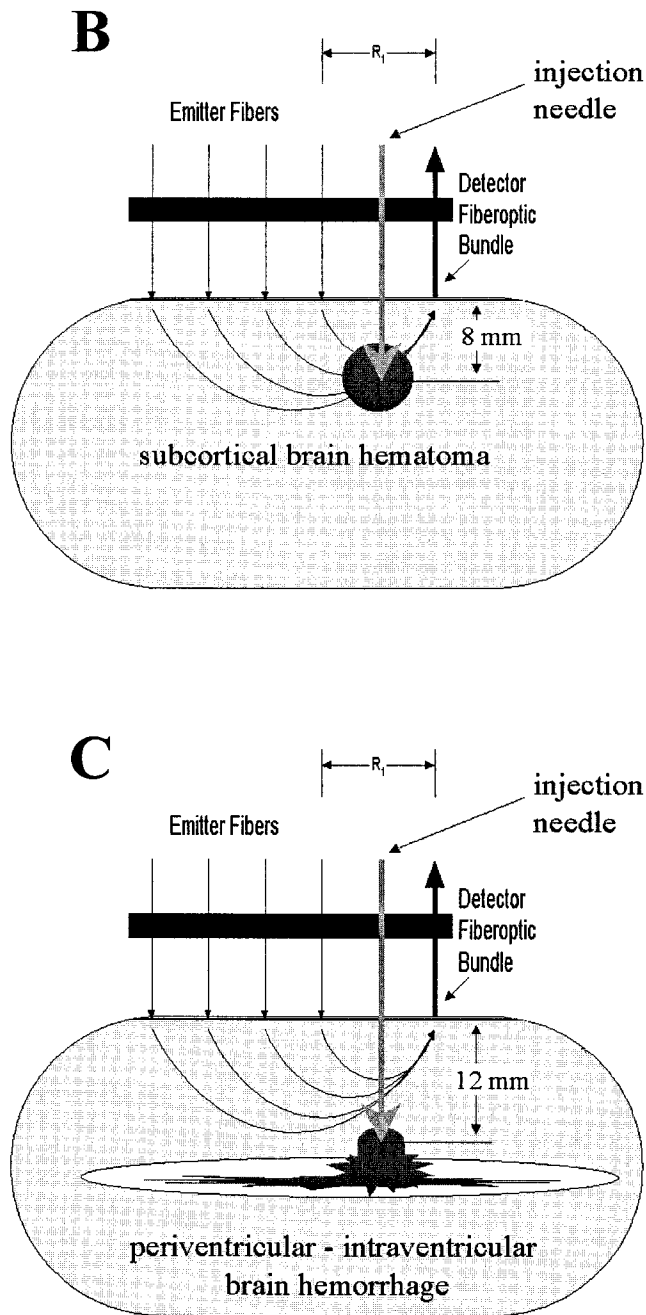 B
R1
injection
needle
Emitter Fibers
Detector
Fiberoptic
Bundle
8 mm
subcortical brain hematoma
C
R1
injection
needle
Emitter Fibers
Detector
Fiberoptic
Bundle
12 mm
periventricular - intraventricular
brain hemorrhage